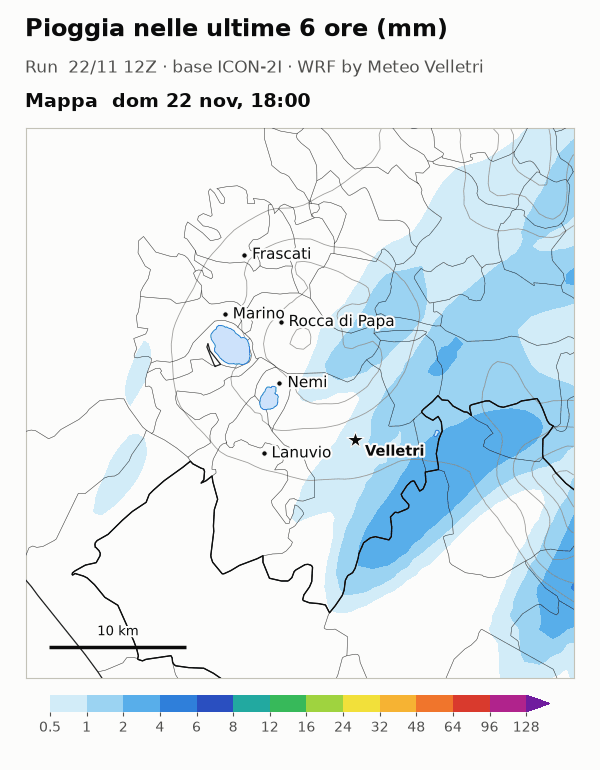 Pioggia nelle ultime 6 ore (mm)
Run  22/11 12Z · base ICON-2I · WRF by Meteo Velletri
Mappa  dom 22 nov, 18:00
Frascati
Marino
Rocca di Papa
Nemi
Velletri
Lanuvio
10 km
0.5 1 2 4 6 8 12 16 24 32 48 64 96 128